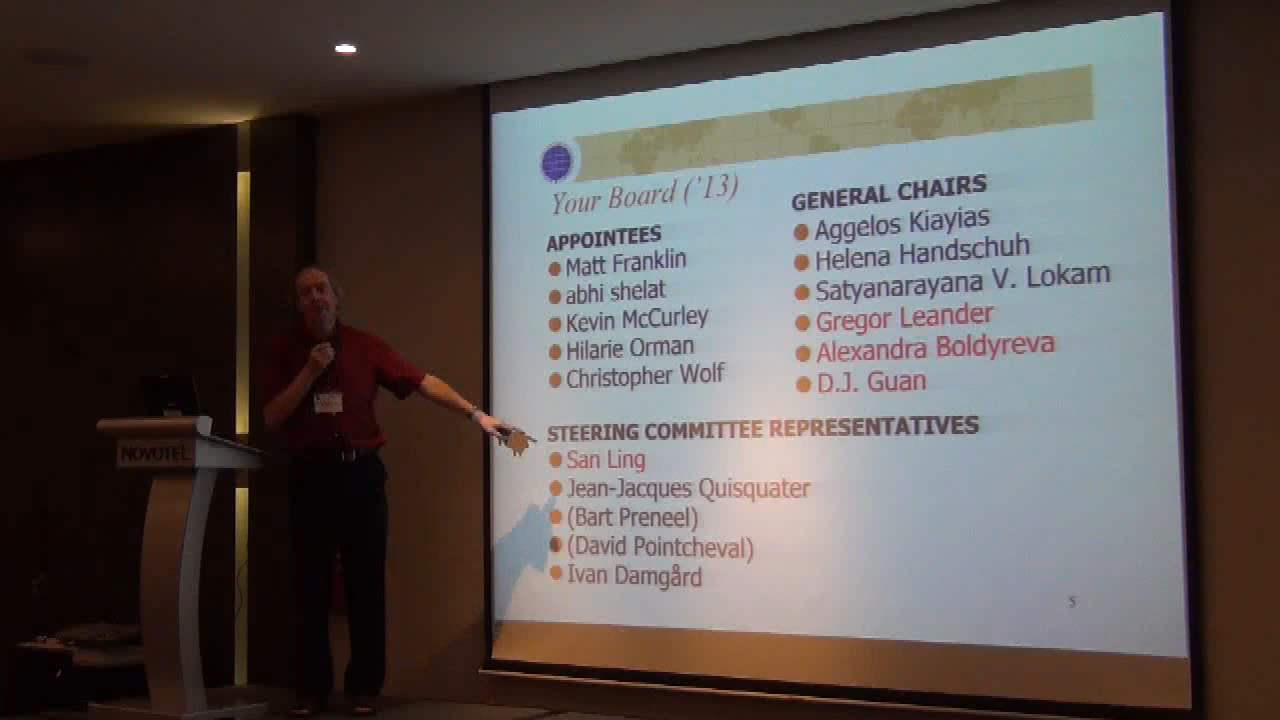 Your Board ('13)
APPOINTEES
Matt Franklin
abhi shelat
Kevin McCurley
Hilarie Orman
Christopher Wolf
GENERAL CHAIRS
Aggelos Kiayias
Helena Handschuh
Satyanarayana V. Lokam
Gregor Leander
Alexandra Boldyreva
D.J. Guan
STEERING COMMITTEE REPRESENTATIVES
San Ling
Jean-Jacques Quisquater
(Bart Preneel)
(David Pointcheval)
Ivan Damgård
5
NOVOTEL